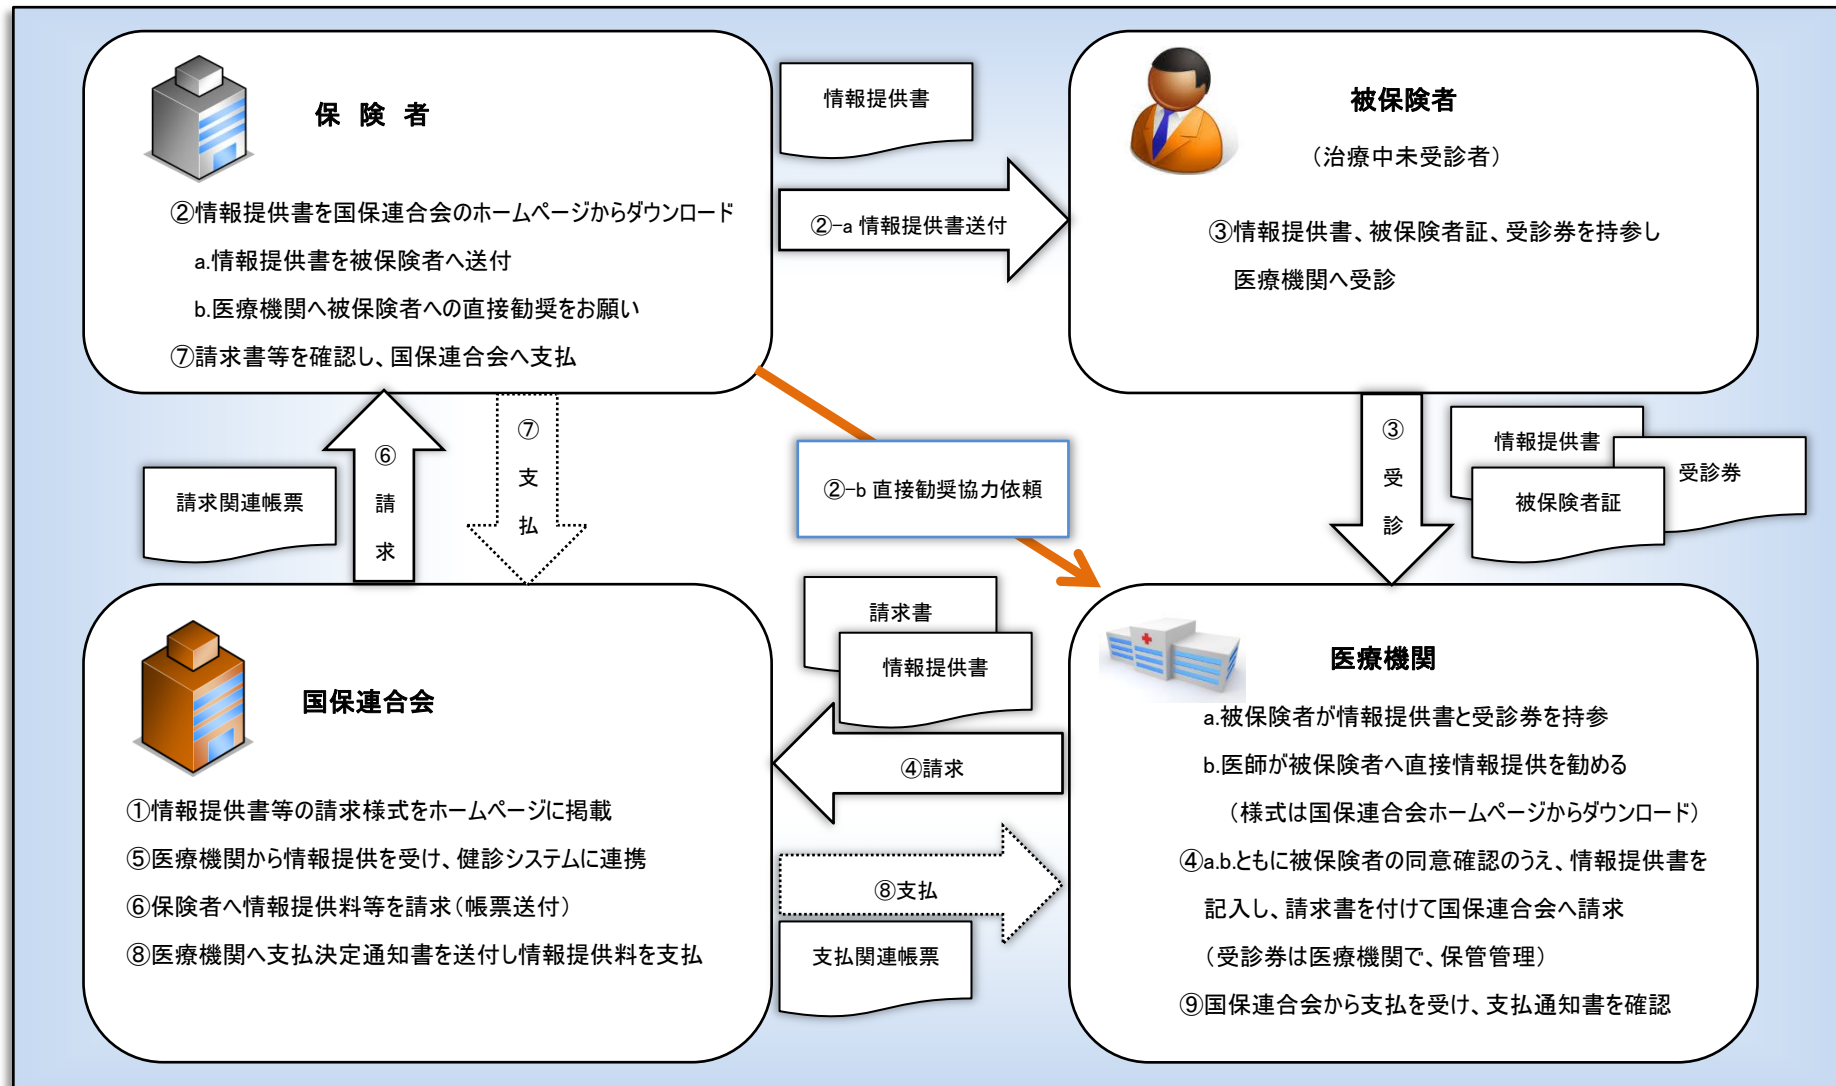 保 険 者
②情報提供書を国保連合会のホームページからダウンロード
a.情報提供書を被保険者へ送付
b.医療機関へ被保険者への直接勧奨をお願い
⑦請求書等を確認し、国保連合会へ支払
情報提供書
②-a 情報提供書送付
被保険者
（治療中未受診者）
③情報提供書、被保険者証、受診券を持参し
医療機関へ受診
請求関連帳票
⑥
請
求
⑦
支
払
②-b 直接勧奨協力依頼
③
受
診
情報提供書
受診券
被保険者証
国保連合会
①情報提供書等の請求様式をホームページに掲載
⑤医療機関から情報提供を受け、健診システムに連携
⑥保険者へ情報提供料等を請求（帳票送付）
⑧医療機関へ支払決定通知書を送付し情報提供料を支払
請求書
情報提供書
④請求
⑧支払
支払関連帳票
医療機関
a.被保険者が情報提供書と受診券を持参
b.医師が被保険者へ直接情報提供を勧める
（様式は国保連合会ホームページからダウンロード）
④a.b.ともに被保険者の同意確認のうえ、情報提供書を
記入し、請求書を付けて国保連合会へ請求
（受診券は医療機関で、保管管理）
⑨国保連合会から支払を受け、支払通知書を確認